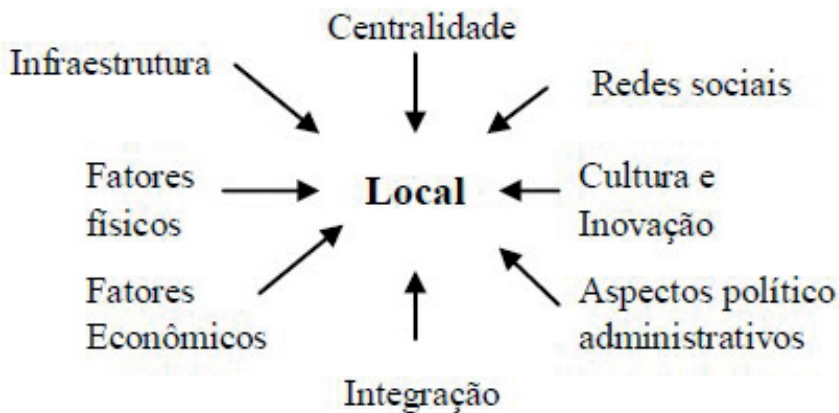 Centralidade
Infraestrutura
Redes sociais
Fatores
físicos
Local
Cultura e
Inovação
Fatores
Econômicos
Aspectos político
administrativos
Integração